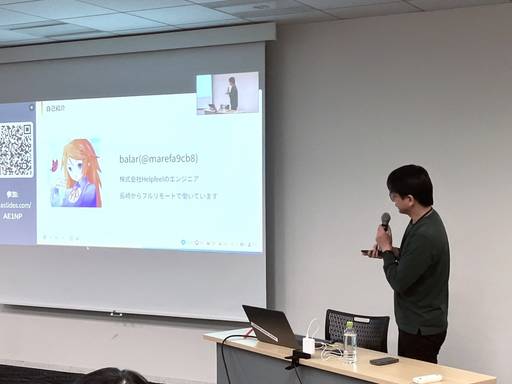 自己紹介
balar(@marefa9cb8)
株式会社Helpfeelのエンジニア
長崎からフルリモートで働いています
参加:
aslides.com/
AE1NP